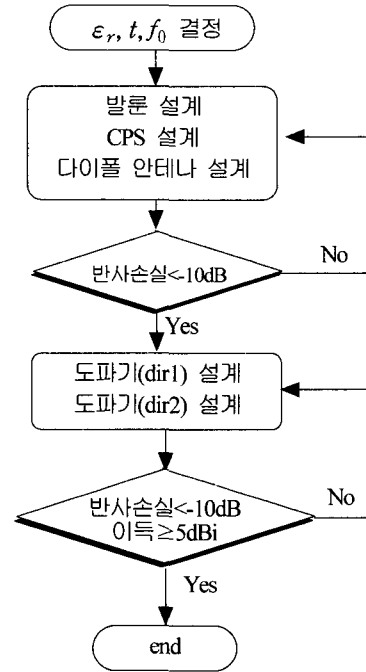 εr, t, f0 결정
발룬 설계
CPS 설계
다이폴 안테나 설계
반사손실<-10dB
No
Yes
도파기(dir1) 설계
도파기(dir2) 설계
반사손실<-10dB
이득≥5dBi
No
Yes
end